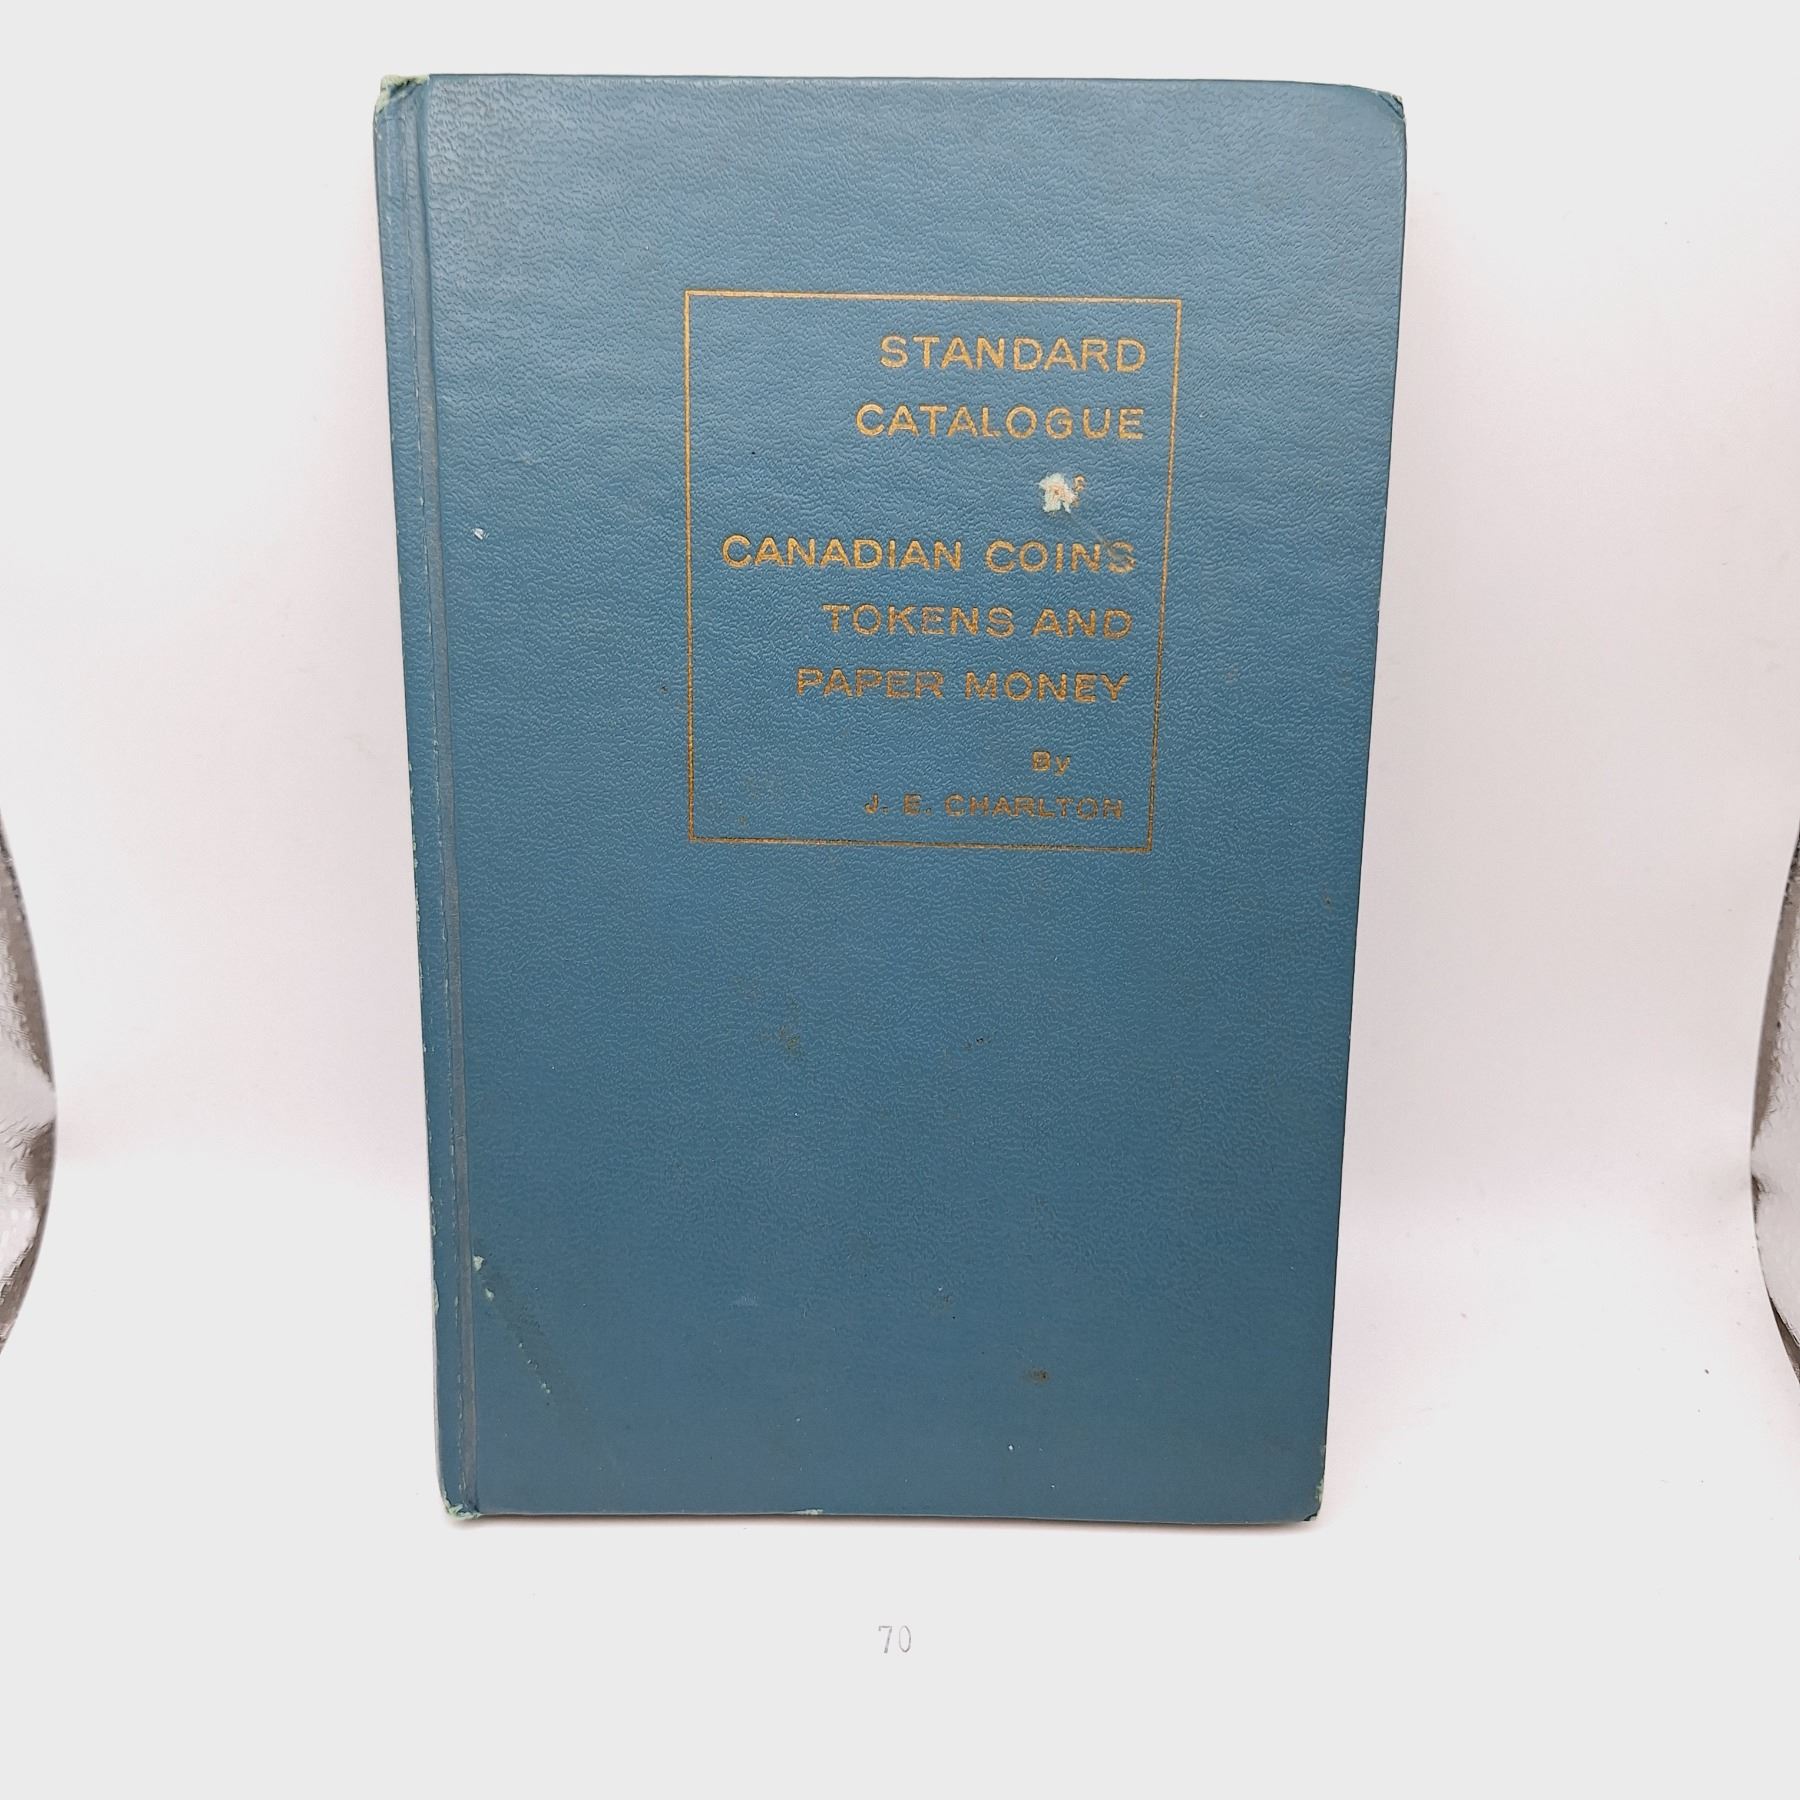 STANDARD
CATALOGUE
CANADIAN COINS
TOKENS AND
PAPER MONEY
By
J. E. CHARLTON
70